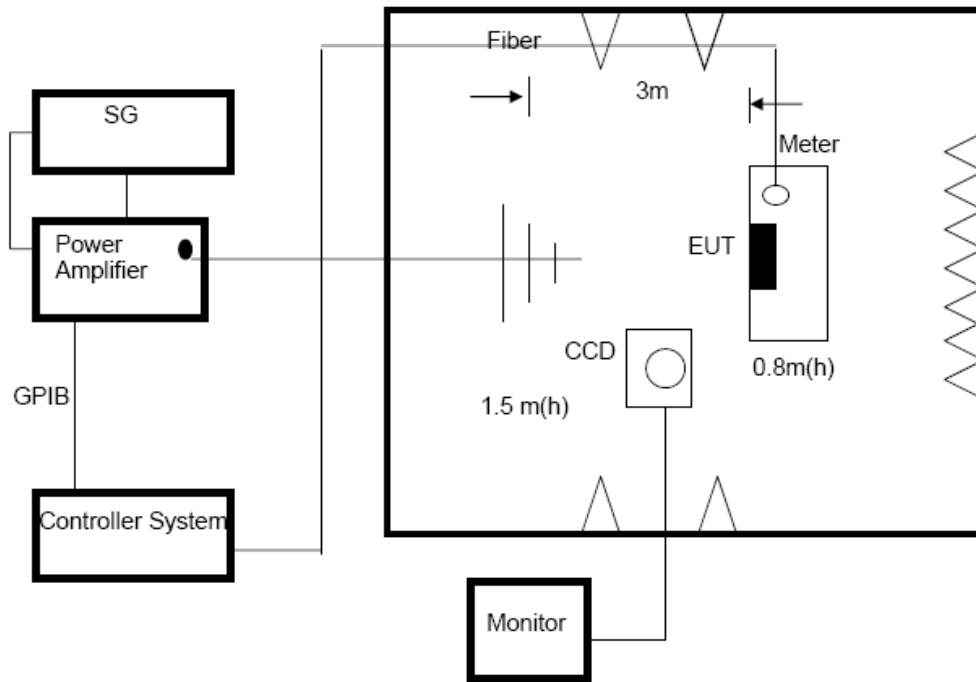 Fiber
3m
SG
Meter
Power
Amplifier
EUT
CCD
0.8m(h)
GPIB
1.5 m(h)
Controller System
Monitor